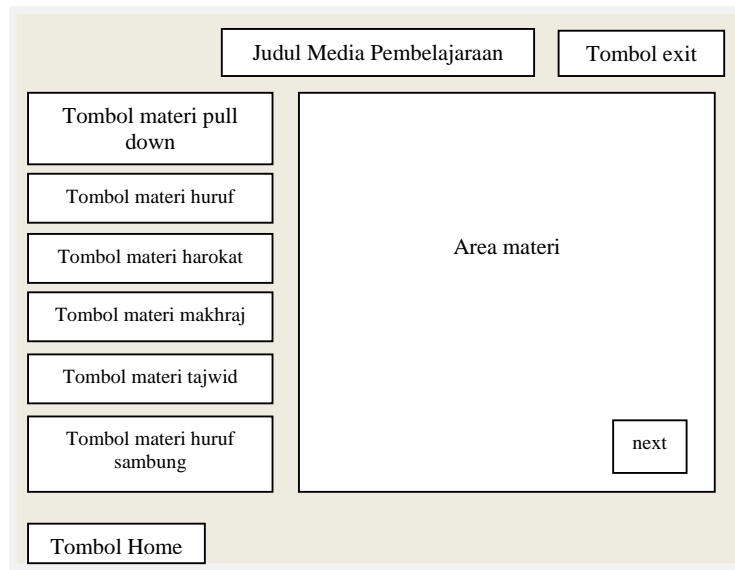 Judul Media Pembelajaraan
Tombol exit
Tombol materi pull
down
Tombol materi huruf
Tombol materi harokat
Tombol materi makhraj
Tombol materi tajwid
Tombol materi huruf
sambung
Area materi
next
Tombol Home